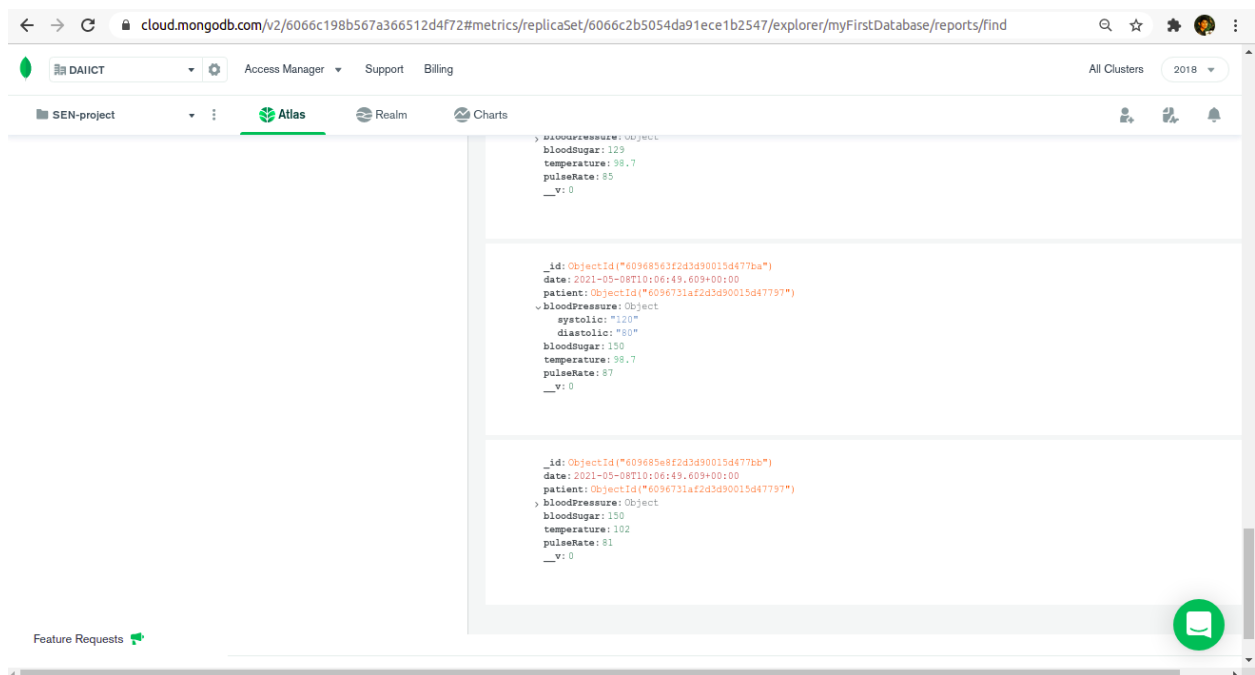 cloud.mongodb.com/v2/6066c198b567a366512d4f72#metrics/replicaSet/6066c2b5054da91ece1b2547/explorer/myFirstDatabase/reports/find
DAIICT Access Manager Support Billing All Clusters 2018
SEN-project Atlas Realm Charts
bloodPressure: Object
bloodSugar: 129
temperature: 98.7
pulseRate: 85
__v: 0
_id: ObjectId("60968563f2d3d90015d477ba")
date: 2021-05-08T10:06:49.609+00:00
patient: ObjectId("6096731af2d3d90015d47797")
bloodPressure: Object
systolic: "120"
diastolic: "80"
bloodSugar: 150
temperature: 98.7
pulseRate: 87
__v: 0
_id: ObjectId("609685e8f2d3d90015d477bb")
date: 2021-05-08T10:06:49.609+00:00
patient: ObjectId("6096731af2d3d90015d47797")
bloodPressure: Object
bloodSugar: 150
temperature: 102
pulseRate: 81
__v: 0
Feature Requests